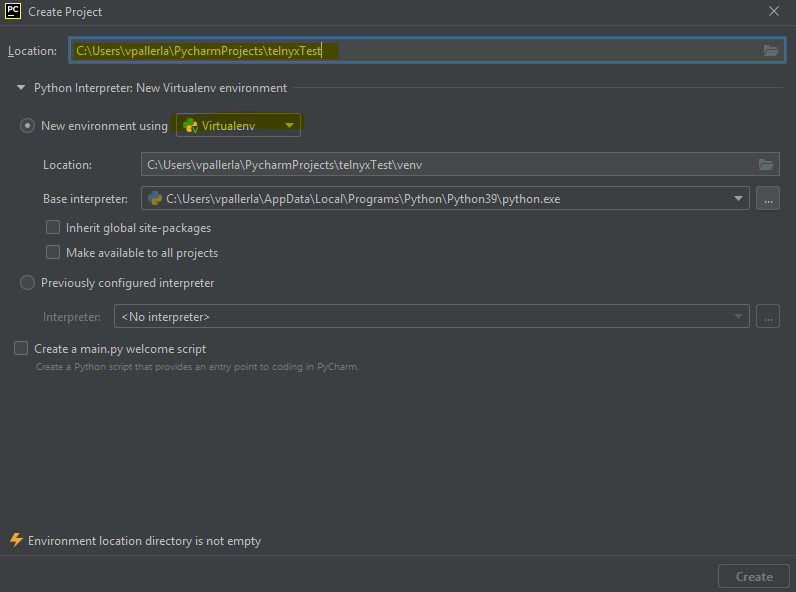 PC Create Project
Location: C:\Users\vpallerla\PycharmProjects\telnyxTest
Python Interpreter: New Virtualenv environment
New environment using Virtualenv
Location: C:\Users\vpallerla\PycharmProjects\telnyxTest\venv
Base interpreter: C:\Users\vpallerla\AppData\Local\Programs\Python\Python39\python.exe ...
Inherit global site-packages
Make available to all projects
Previously configured interpreter
Interpreter: <No interpreter> ...
Create a main.py welcome script
Create a Python script that provides an entry point to coding in PyCharm.
Environment location directory is not empty
Create